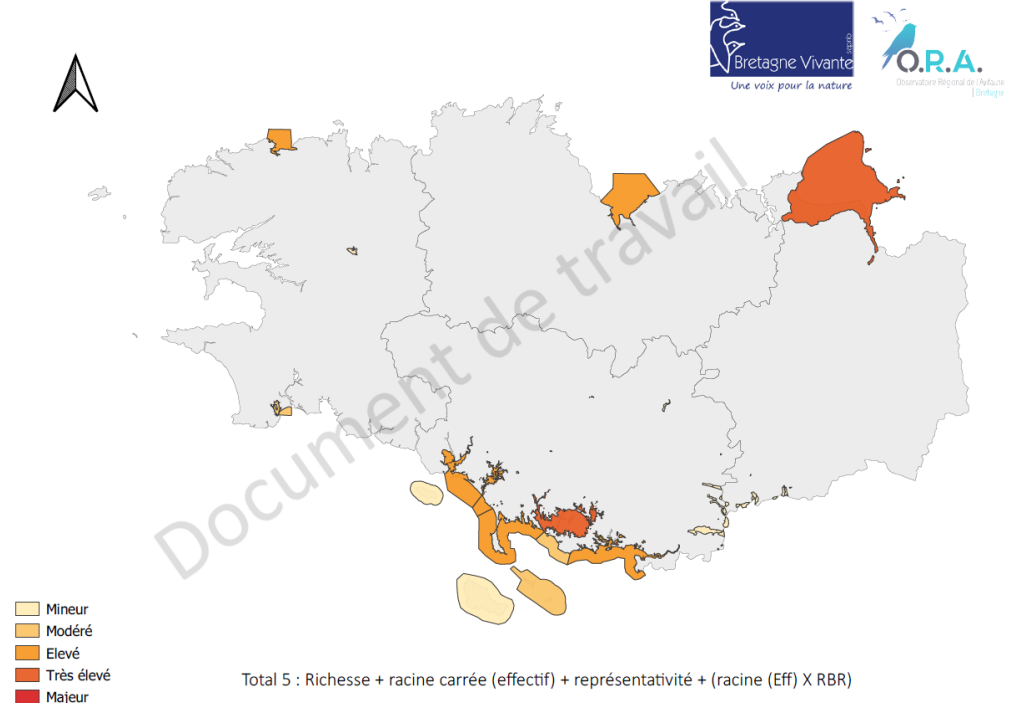 Bretagne Vivante
sepnb
Une voix pour la nature
O.R.A.
Observatoire Régional de l'Avifaune
| Bretagne
Document de travail
Mineur
Modéré
Elevé
Très élevé
Majeur
Total 5 : Richesse + racine carrée (effectif) + représentativité + (racine (Eff) X RBR)